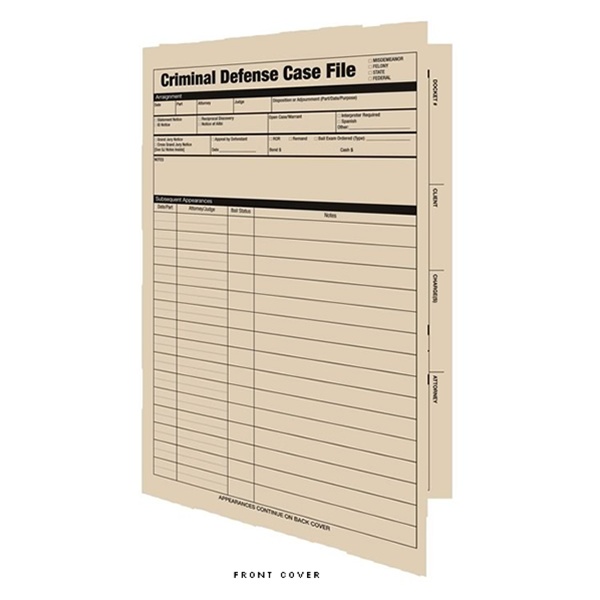 Criminal Defense Case File
□ MISDEMEANOR
□ FELONY
□ STATE
□ FEDERAL
Arraignment
Date Part Attorney Judge Disposition or Adjournment (Part/Date/Purpose)
□ Statement Notice □ Reciprocal Discovery Open Case/Warrant □ Interpreter Required
□ ID Notice □ Notice of Alibi □ Spanish
Other:
□ Grand Jury Notice □ Appeal by Defendant □ ROR □ Remand □ Bail Exam Ordered (Type)
□ Cross Grand Jury Notice Date Bond $ Cash $
NOTES
Subsequent Appearances
Date/Part Attorney/Judge Bail Status Notes
APPEARANCES CONTINUE ON BACK COVER
DOCKET #
CLIENT
CHARGE(S)
ATTORNEY
FRONT COVER